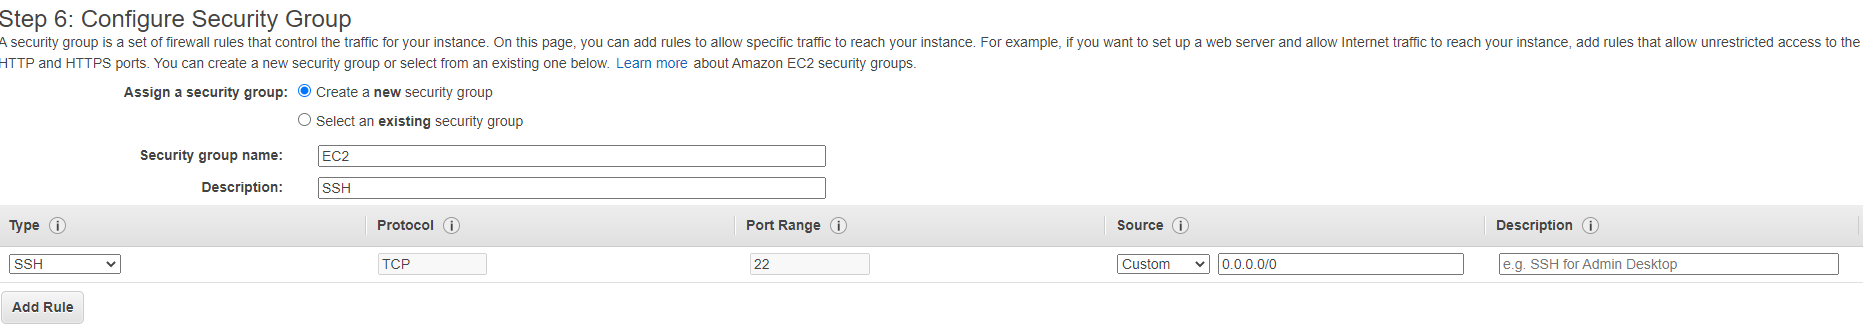 Step 6: Configure Security Group
A security group is a set of firewall rules that control the traffic for your instance. On this page, you can add rules to allow specific traffic to reach your instance. For example, if you want to set up a web server and allow Internet traffic to reach your instance, add rules that allow unrestricted access to the
HTTP and HTTPS ports. You can create a new security group or select from an existing one below. Learn more about Amazon EC2 security groups.
Assign a security group: Create a new security group
Select an existing security group
Security group name: EC2
Description: SSH
Type i Protocol i Port Range i Source i Description i
SSH TCP 22 Custom 0.0.0.0/0 e.g. SSH for Admin Desktop
Add Rule